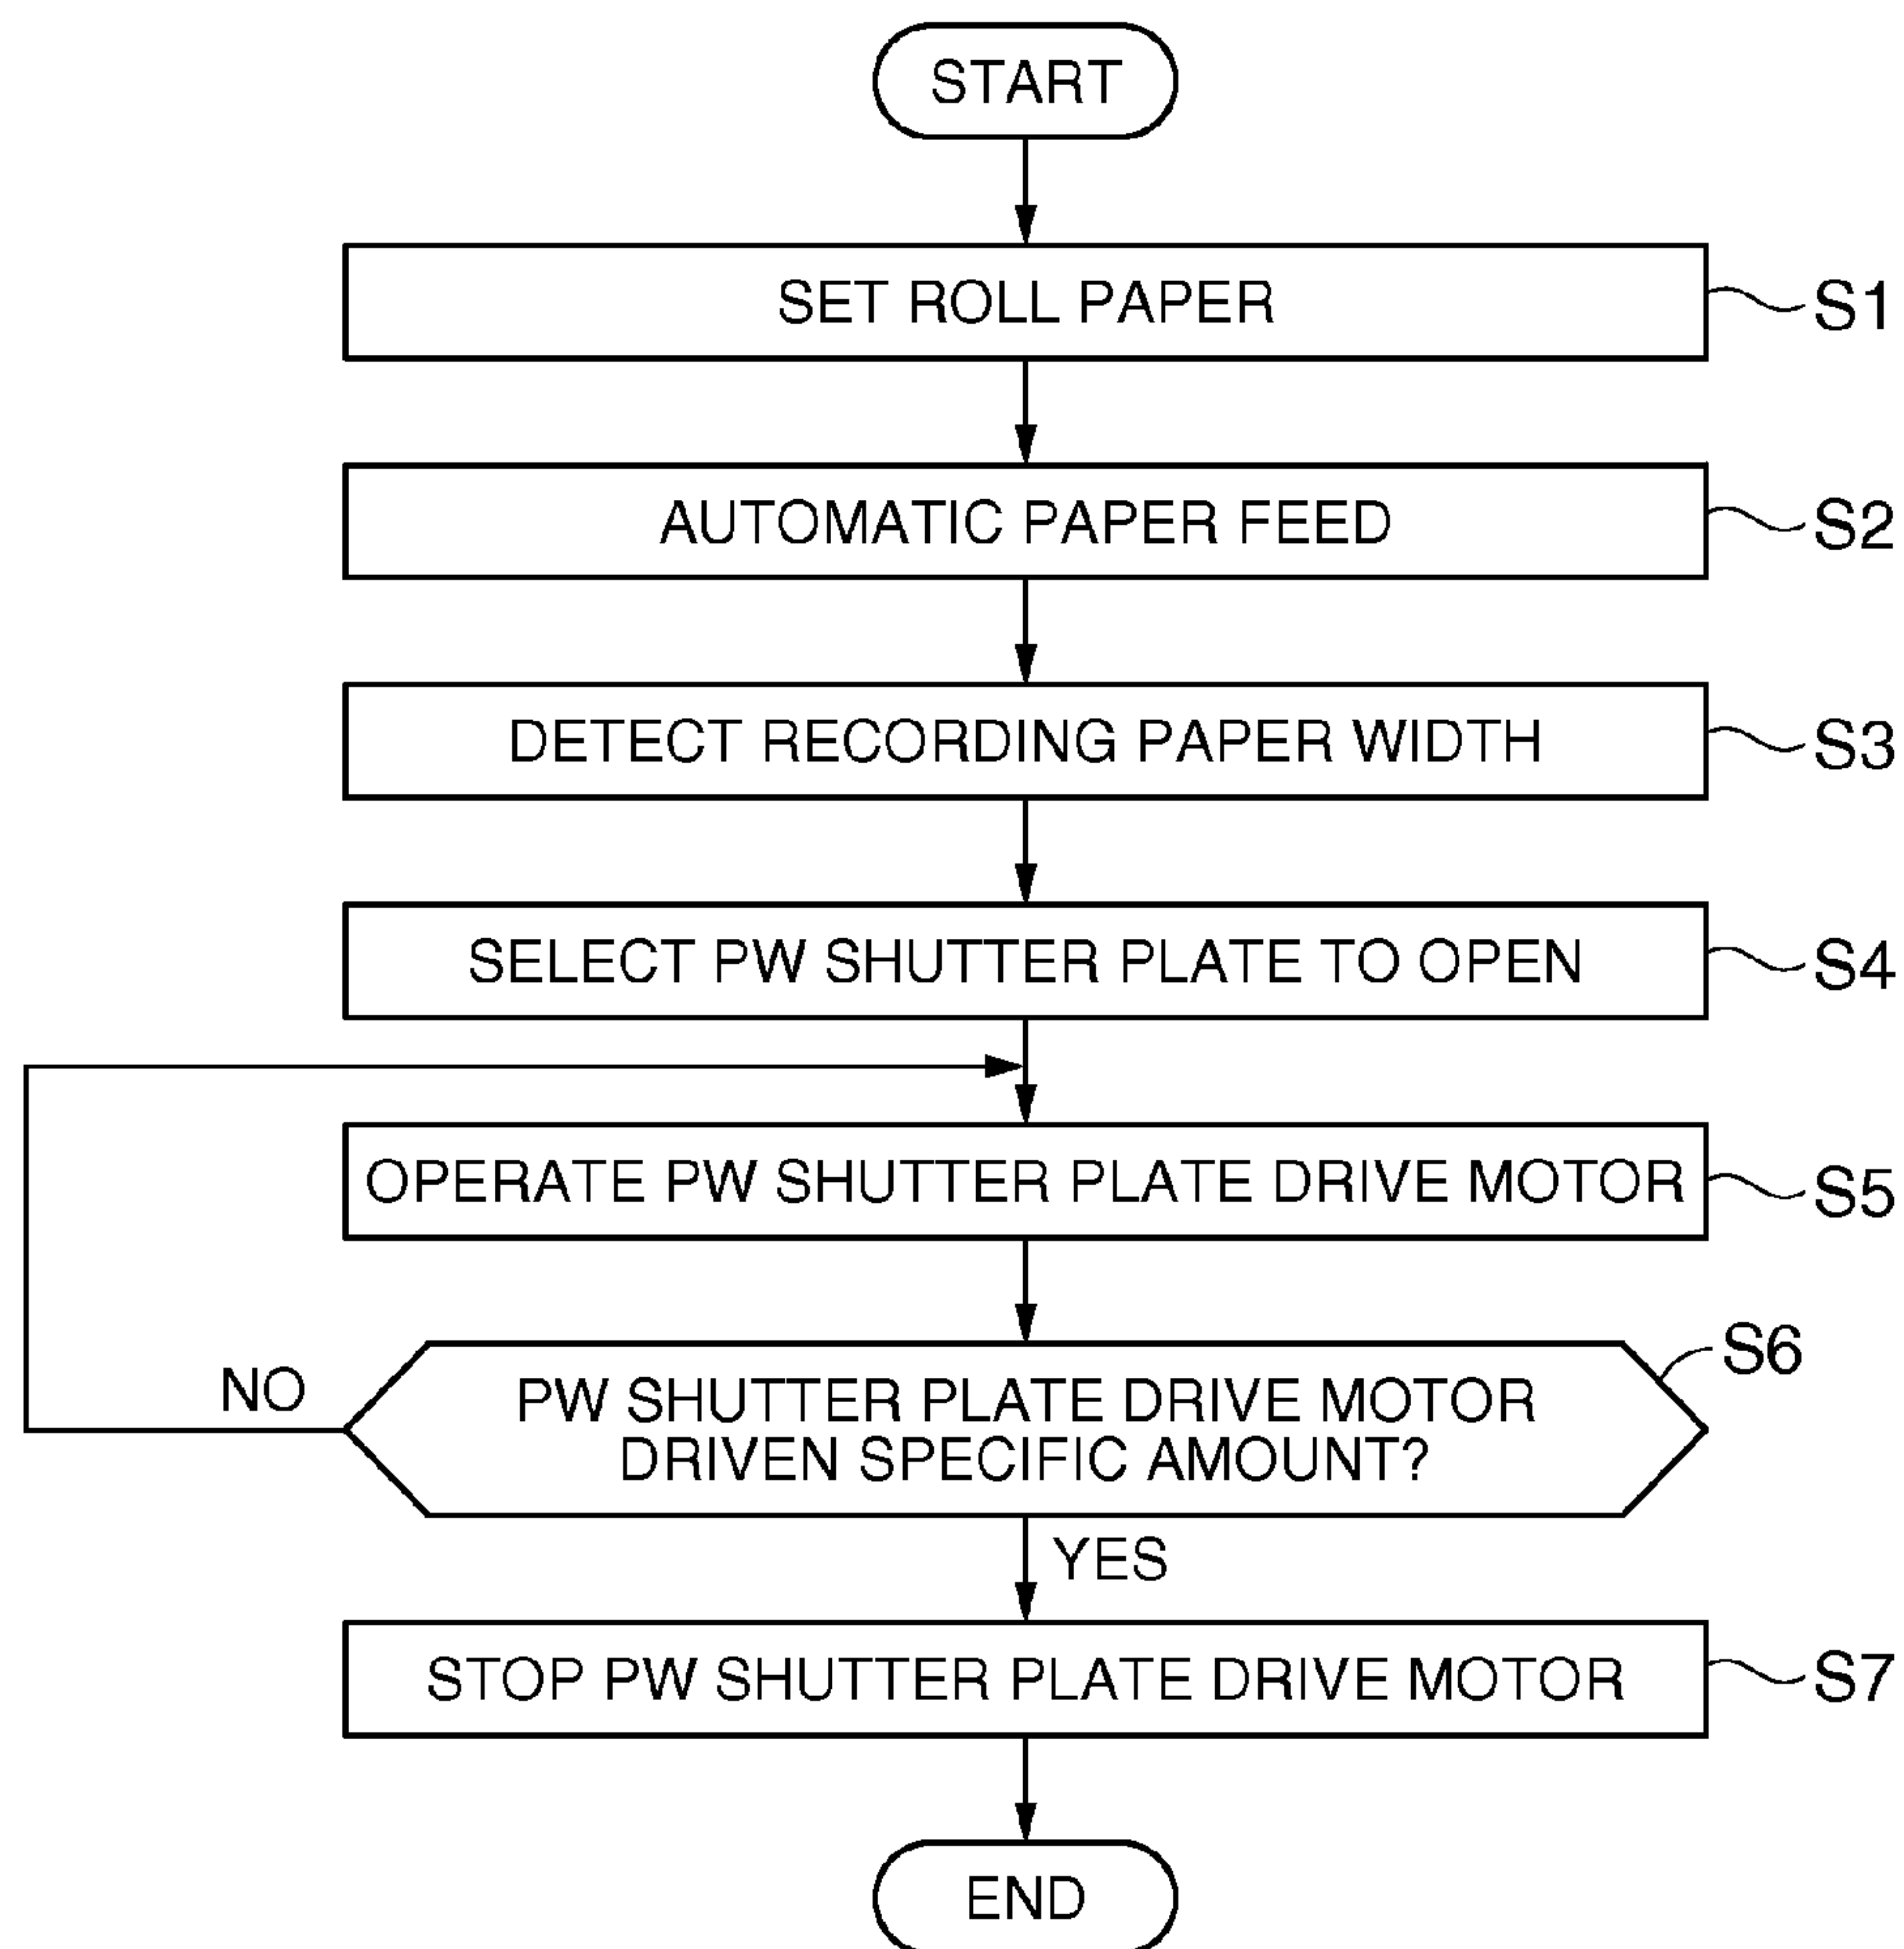 START
SET ROLL PAPER
S1
AUTOMATIC PAPER FEED
S2
DETECT RECORDING PAPER WIDTH
S3
SELECT PW SHUTTER PLATE TO OPEN
S4
OPERATE PW SHUTTER PLATE DRIVE MOTOR
S5
S6
NO
PW SHUTTER PLATE DRIVE MOTOR
DRIVEN SPECIFIC AMOUNT?
YES
STOP PW SHUTTER PLATE DRIVE MOTOR
S7
END